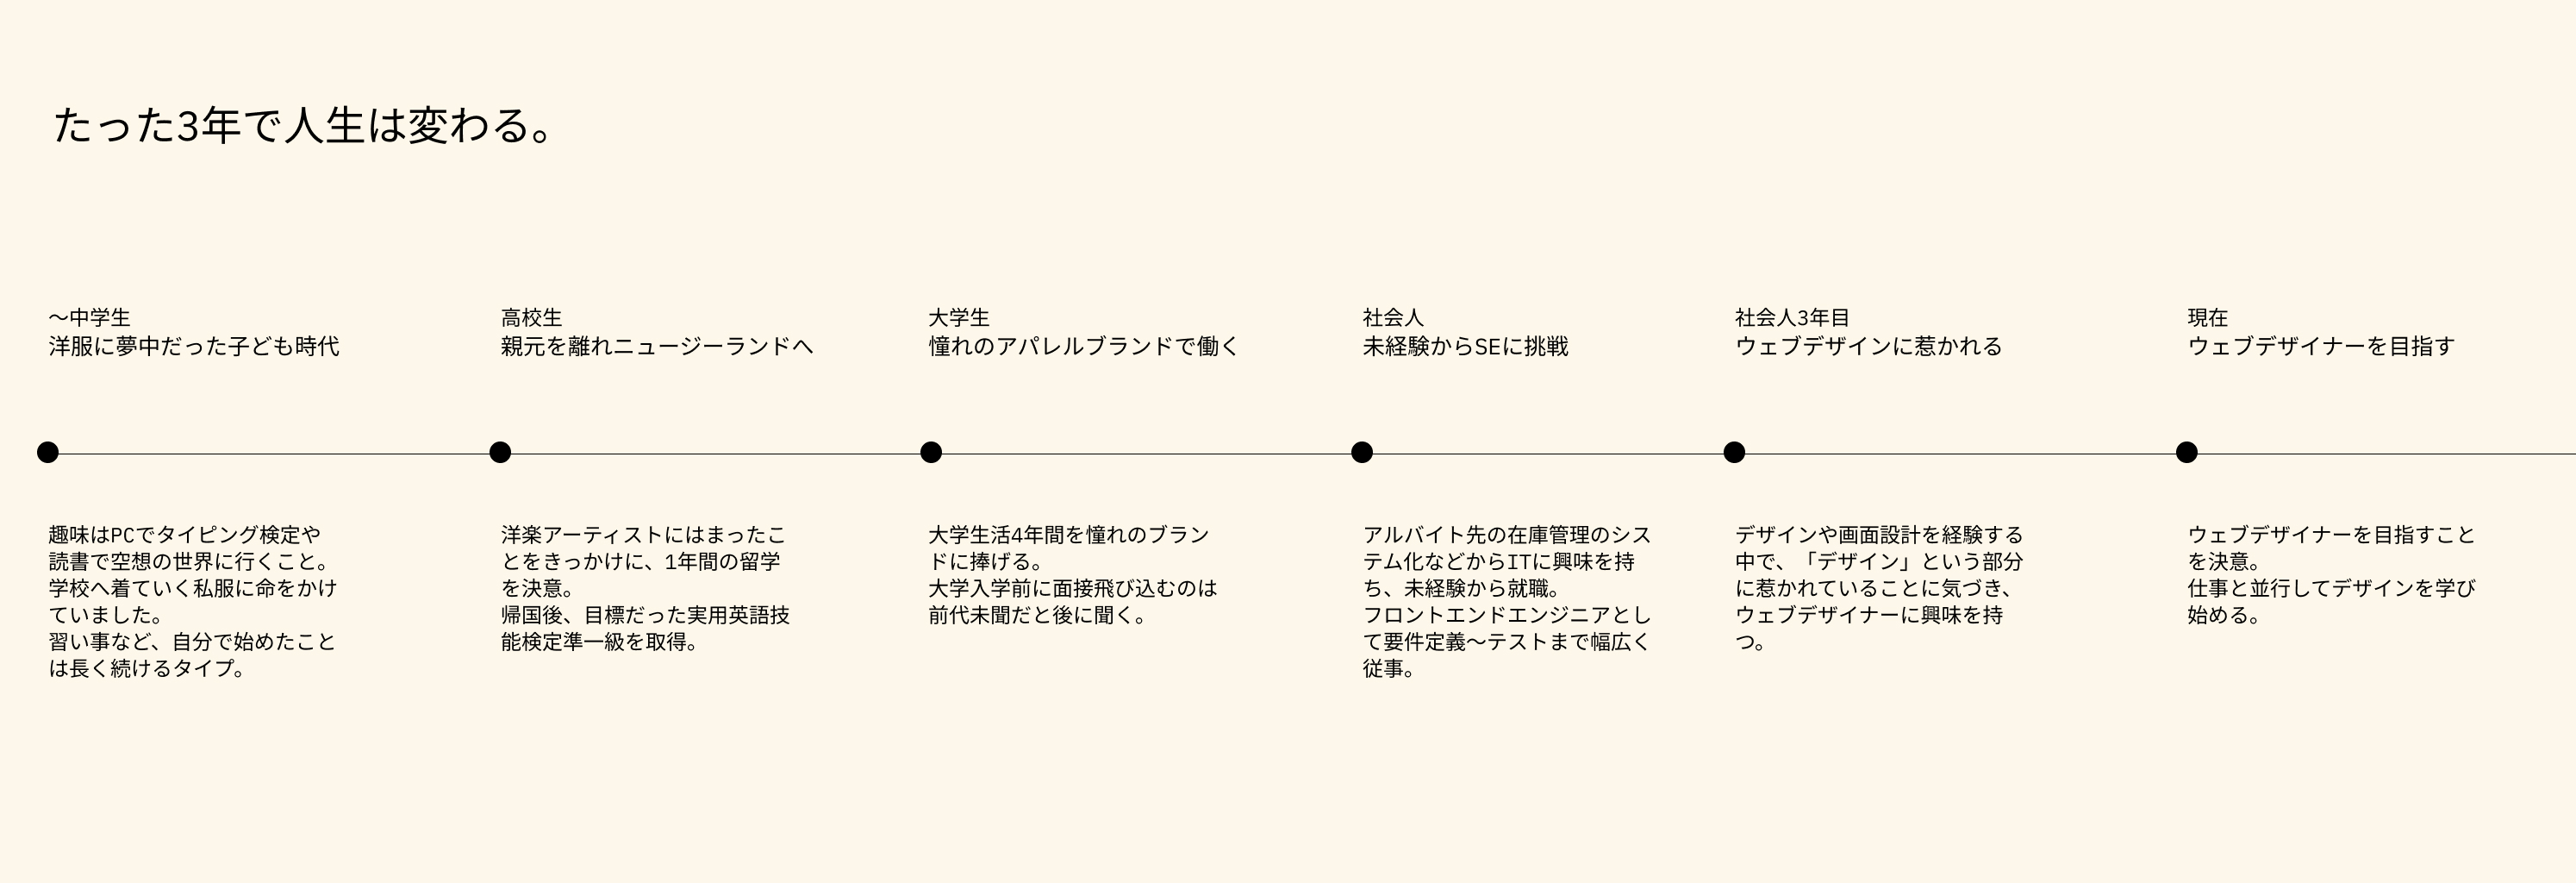 たった3年で人生は変わる。
〜中学生
洋服に夢中だった子ども時代
趣味はPCでタイピング検定や
読書で空想の世界に行くこと。
学校へ着ていく私服に命をかけ
ていました。
習い事など、自分で始めたこと
は長く続けるタイプ。
高校生
親元を離れニュージーランドへ
洋楽アーティストにはまったこ
とをきっかけに、1年間の留学
を決意。
帰国後、目標だった実用英語技
能検定準一級を取得。
大学生
憧れのアパレルブランドで働く
大学生活4年間を憧れのブラン
ドに捧げる。
大学入学前に面接飛び込むのは
前代未聞だと後に聞く。
社会人
未経験からSEに挑戦
アルバイト先の在庫管理のシス
テム化などからITに興味を持
ち、未経験から就職。
フロントエンドエンジニアとし
て要件定義〜テストまで幅広く
従事。
社会人3年目
ウェブデザインに惹かれる
デザインや画面設計を経験する
中で、「デザイン」という部分
に惹かれていることに気づき、
ウェブデザイナーに興味を持
つ。
現在
ウェブデザイナーを目指す
ウェブデザイナーを目指すこと
を決意。
仕事と並行してデザインを学び
始める。